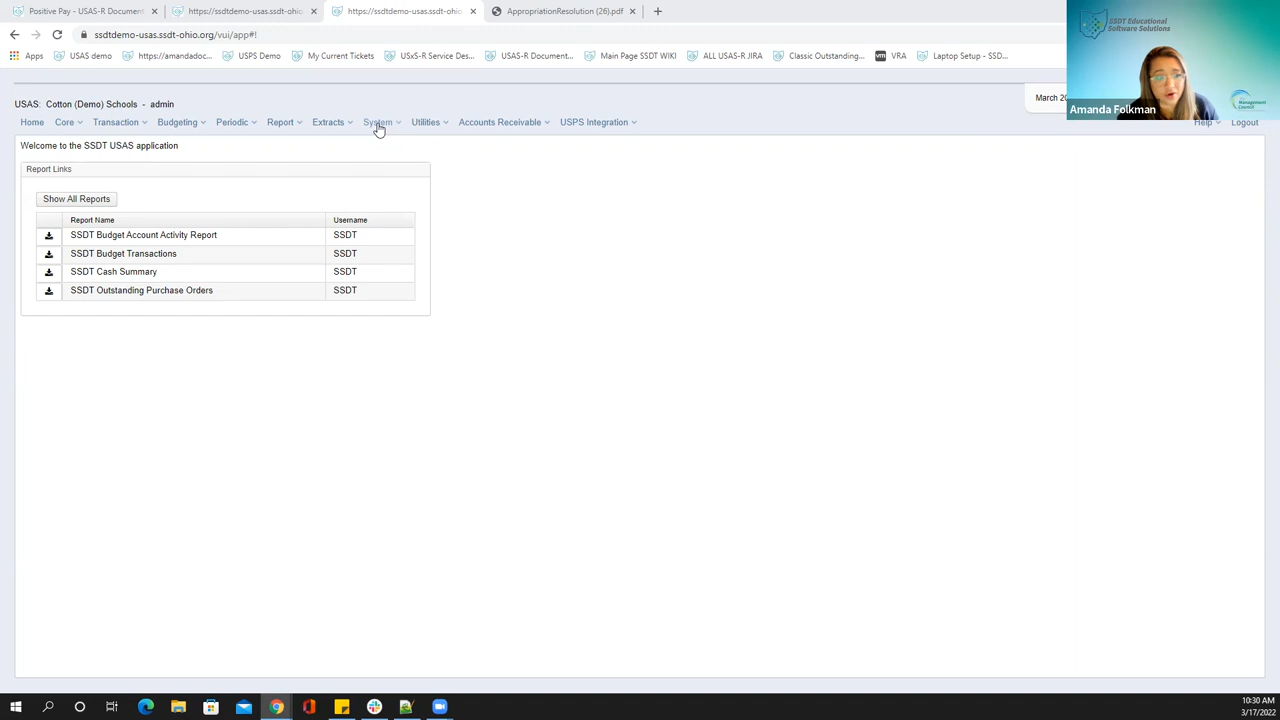 Positive Pay - USAS-R Document
https://ssdtdemo-usas.ssdt-ohio
https://ssdtdemo-usas.ssdt-ohio
AppropriationResolution (26).pdf
ssdtdemo-usas.ssdt-ohio.org/vui/app#!
Apps
USAS demo
https://amandadoc...
USPS Demo
My Current Tickets
USxS-R Service Des...
USAS-R Document...
Main Page SSDT WIKI
ALL USAS-R JIRA
Classic Outstanding...
vm VRA
Laptop Setup - SSD...
SSDT Educational
Software Solutions
Management
Council
Amanda Folkman
USAS: Cotton (Demo) Schools - admin
March 20
Home Core Transaction Budgeting Periodic Report Extracts System Utilities Accounts Receivable USPS Integration Help Logout
Welcome to the SSDT USAS application
Report Links
Show All Reports
Report Name Username
SSDT Budget Account Activity Report SSDT
SSDT Budget Transactions SSDT
SSDT Cash Summary SSDT
SSDT Outstanding Purchase Orders SSDT
10:30 AM
3/17/2022